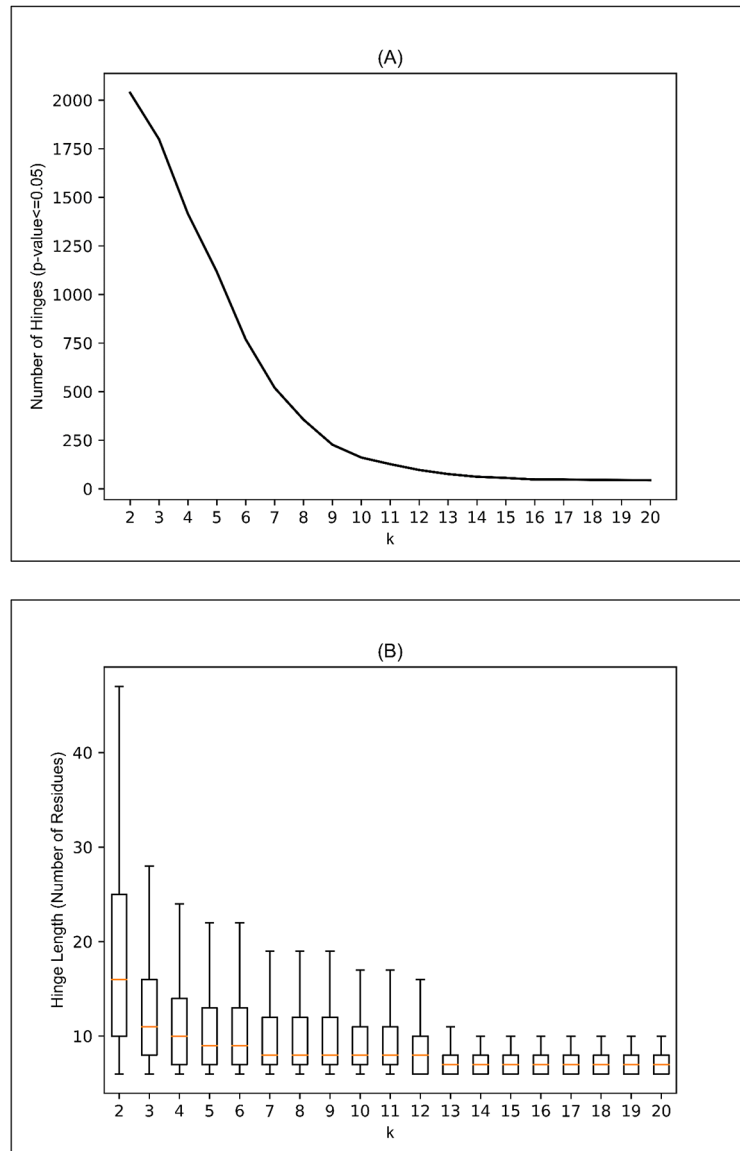 (A)
Number of Hinges (p-value<=0.05)
2000
1750
1500
1250
1000
750
500
250
0
2 3 4 5 6 7 8 9 10 11 12 13 14 15 16 17 18 19 20
k
(B)
Hinge Length (Number of Residues)
40
30
20
10
2 3 4 5 6 7 8 9 10 11 12 13 14 15 16 17 18 19 20
k